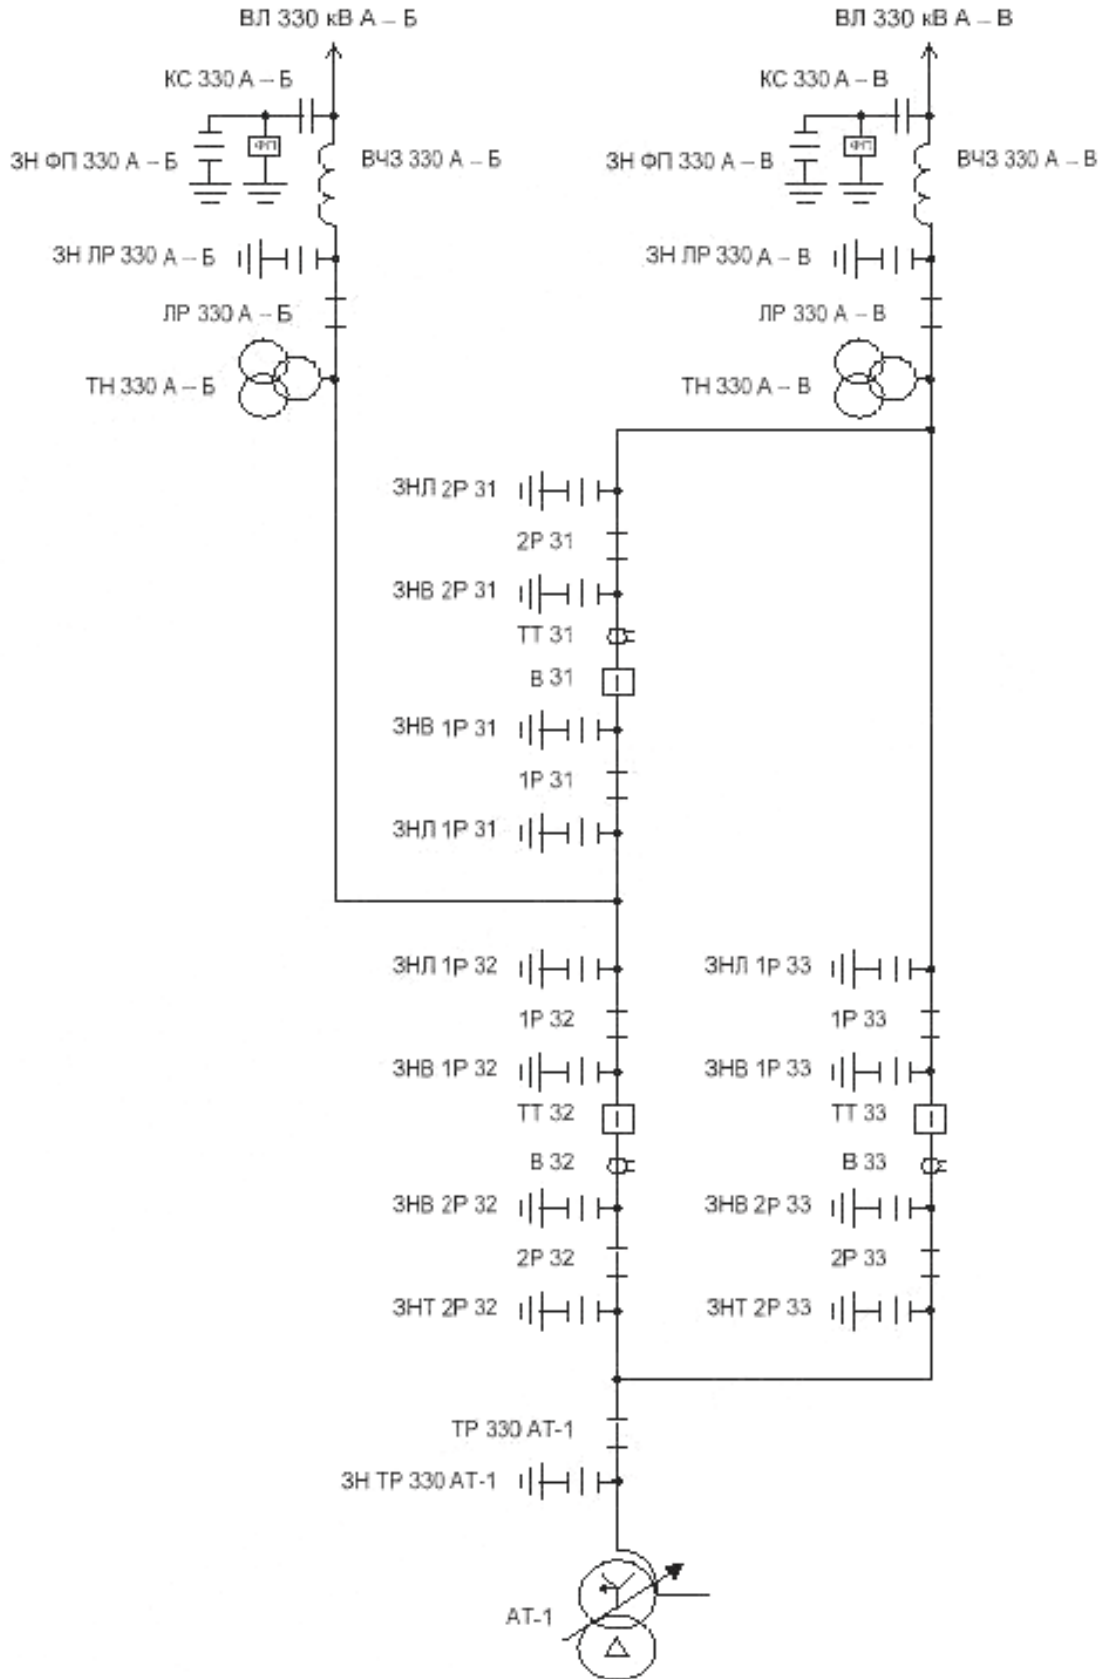 ВЛ 330 кВ А – Б
ВЛ 330 кВ А – В
КС 330 А – Б
КС 330 А – В
ЗН ФП 330 А – Б
ФП
ВЧЗ 330 А – Б
ЗН ФП 330 А – В
ФП
ВЧЗ 330 А – В
ЗН ЛР 330 А – Б
ЗН ЛР 330 А – В
ЛР 330 А – Б
ЛР 330 А – В
ТН 330 А – Б
ТН 330 А – В
ЗНЛ 2Р 31
2Р 31
ЗНВ 2Р 31
ТТ 31
В 31
ЗНВ 1Р 31
1Р 31
ЗНЛ 1Р 31
ЗНЛ 1Р 32
ЗНЛ 1Р 33
1Р 32
1Р 33
ЗНВ 1Р 32
ЗНВ 1Р 33
ТТ 32
ТТ 33
В 32
В 33
ЗНВ 2Р 32
ЗНВ 2Р 33
2Р 32
2Р 33
ЗНТ 2Р 32
ЗНТ 2Р 33
ТР 330 АТ-1
ЗН ТР 330 АТ-1
АТ-1